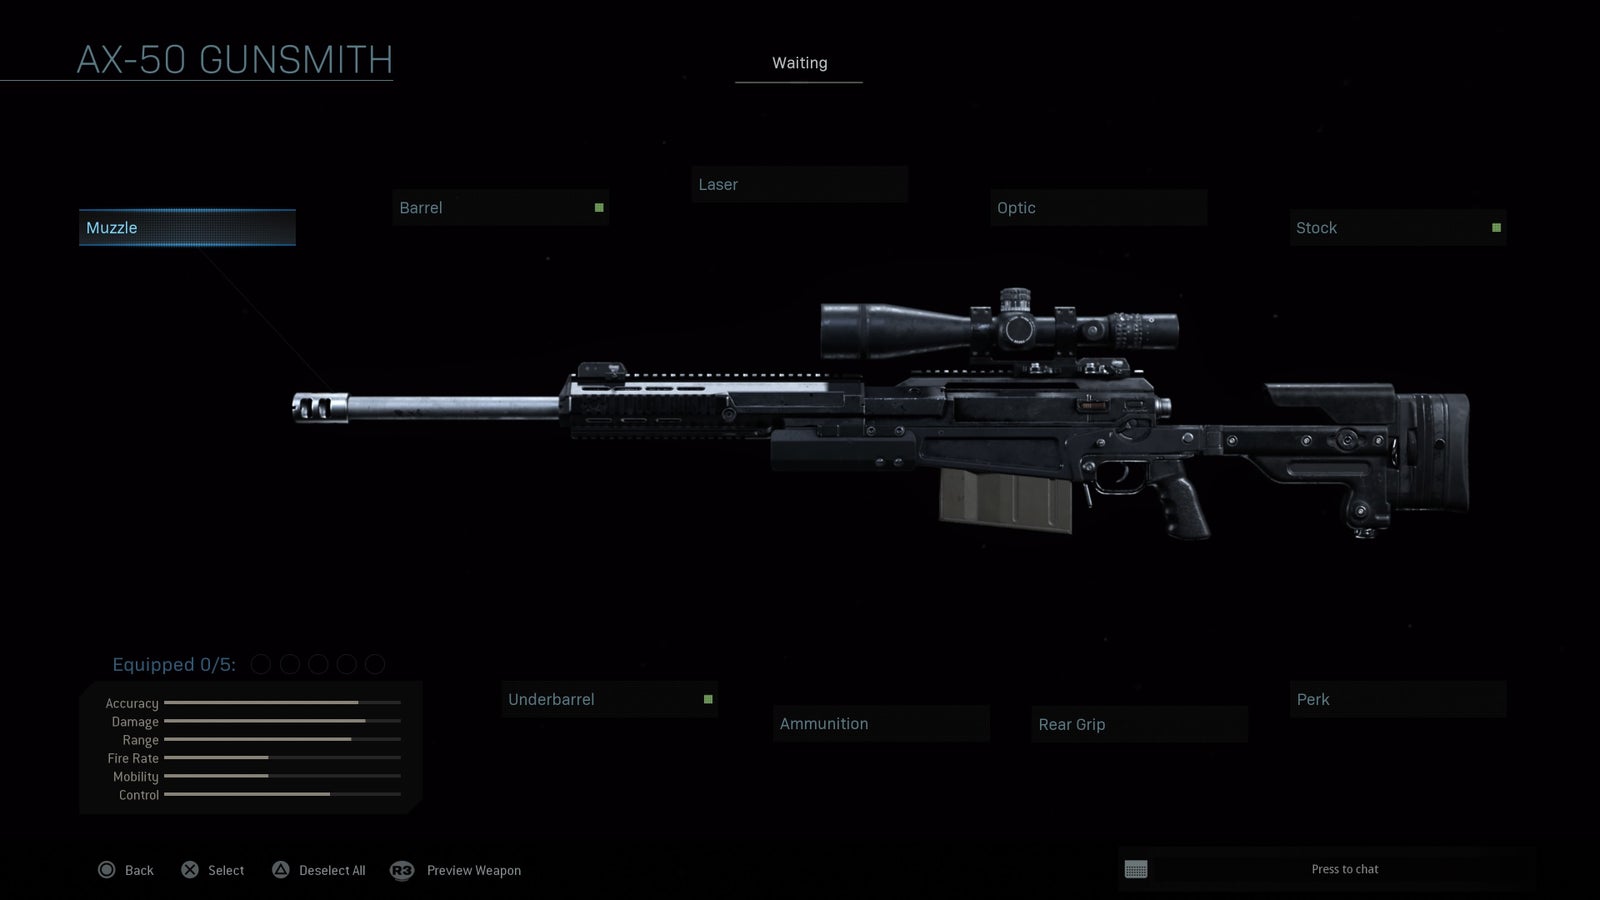 AX-50 GUNSMITH
Waiting
Laser
Barrel
Optic
Muzzle
Stock
Equipped 0/5:
Accuracy
Damage
Range
Fire Rate
Mobility
Control
Underbarrel
Ammunition
Rear Grip
Perk
Back
Select
Deselect All
R3 Preview Weapon
Press to chat